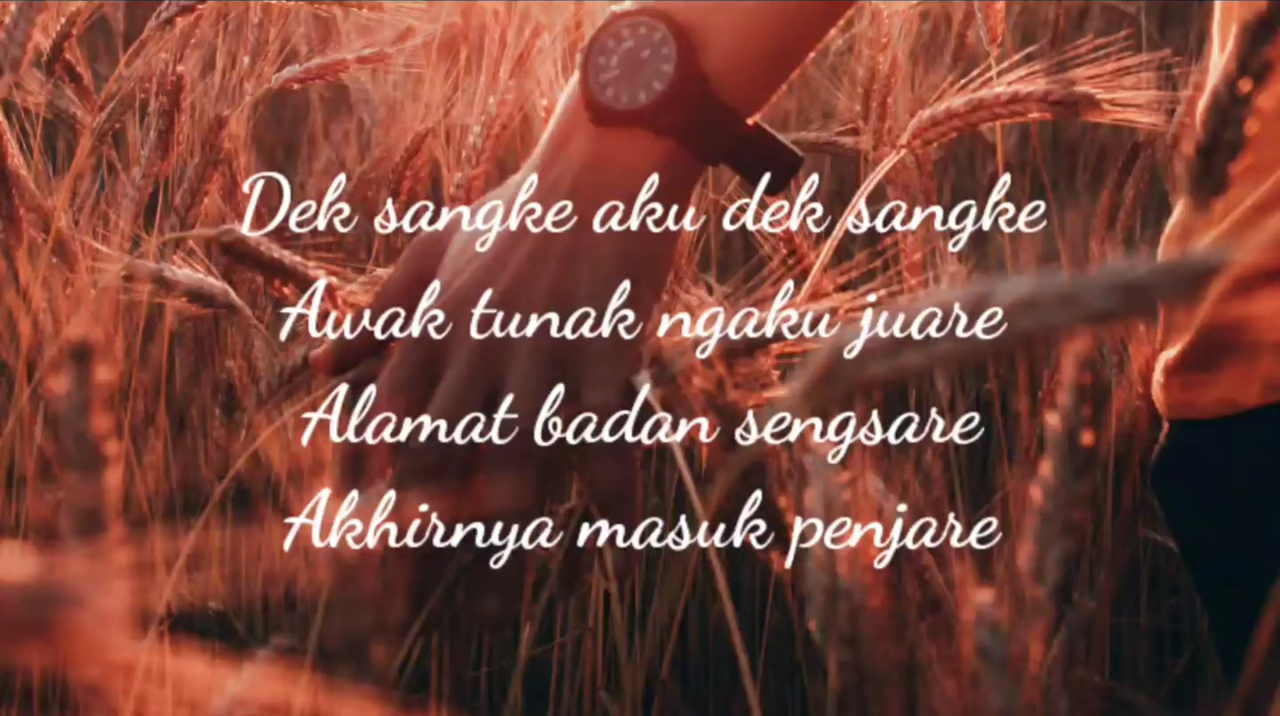 Dek sangke aku dek sangke
Awak tunak ngaku juare
Alamat badan sengsare
Akhirnya masuk penjare